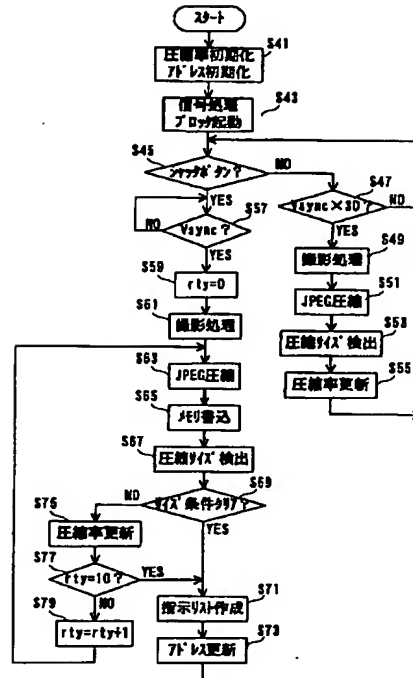 スタート
S41
圧縮率初期化
アドレス初期化
S43
信号処理
ブロック起動
S45
シャッタボタン?
NO
YES
S47
Vsync×30?
NO
YES
S57
Vsync?
NO
YES
S49
撮影処理
S59
rty=0
S51
JPEG圧縮
S61
撮影処理
S53
圧縮サイズ検出
S63
JPEG圧縮
S55
圧縮率更新
S65
メモリ書込
S67
圧縮サイズ検出
S69
サイズ条件クリア?
NO
YES
S75
圧縮率更新
S77
rty=10?
YES
NO
S71
指示リスト作成
S79
rty=rty+1
S73
アドレス更新